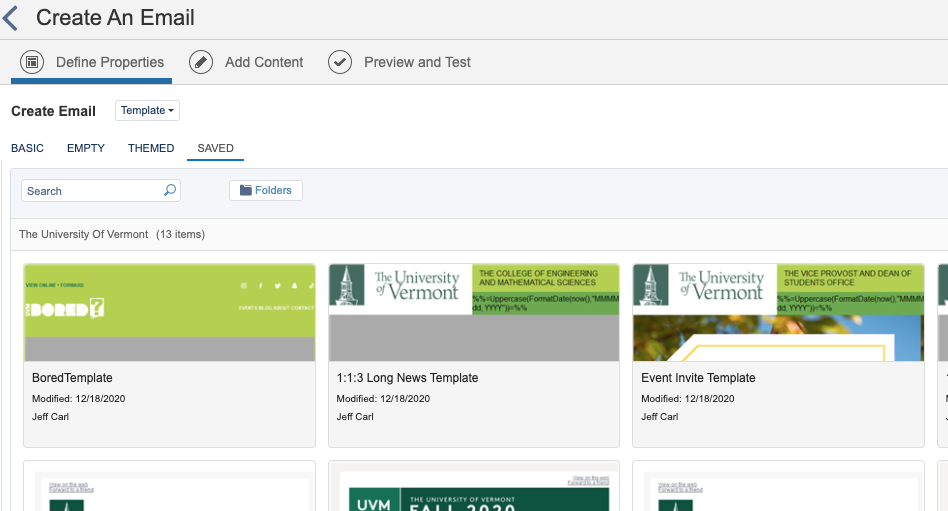 Create An Email
Define Properties
Add Content
Preview and Test
Create Email
Template
BASIC
EMPTY
THEMED
SAVED
Search
Folders
The University Of Vermont (13 items)
VIEW ONLINE • FORWARD
BORED?
EVENTS BLOG ABOUT CONTACT
BoredTemplate
Modified: 12/18/2020
Jeff Carl
The University
of Vermont
THE COLLEGE OF ENGINEERING
AND MATHEMATICAL SCIENCES
%%=Uppercase(FormatDate(now(),"MMMM
dd, YYYY"))=%%
1:1:3 Long News Template
Modified: 12/18/2020
Jeff Carl
The University
of Vermont
THE VICE PROVOST AND DEAN OF
STUDENTS OFFICE
%%=Uppercase(FormatDate(now(),"MMMM
dd, YYYY"))=%%
Event Invite Template
Modified: 12/18/2020
Jeff Carl
View on the web
Forward to a friend
View on the web
Forward to a friend
UVM
THE UNIVERSITY OF VERMONT
FALL 2020
View on the web
Forward to a friend